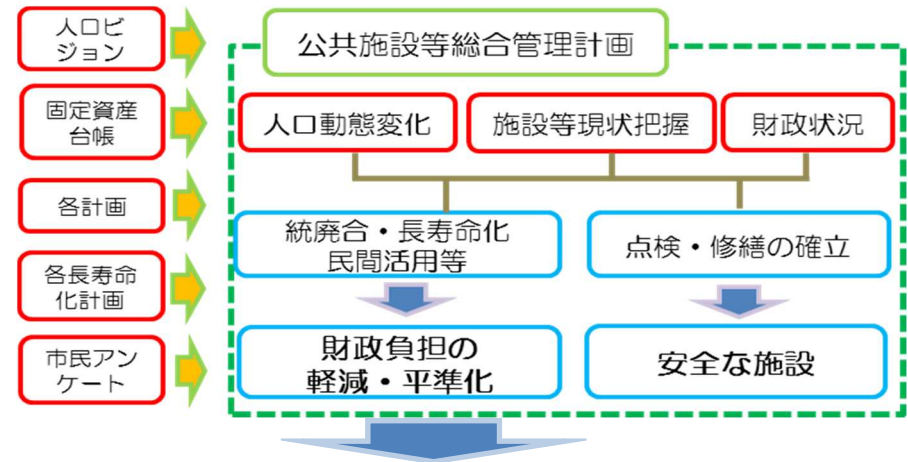 人口ビ
ジョン
公共施設等総合管理計画
固定資産
台帳
人口動態変化
施設等現状把握
財政状況
各計画
統廃合・長寿命化
民間活用等
点検・修繕の確立
各長寿命
化計画
市民アン
ケート
財政負担の
軽減・平準化
安全な施設